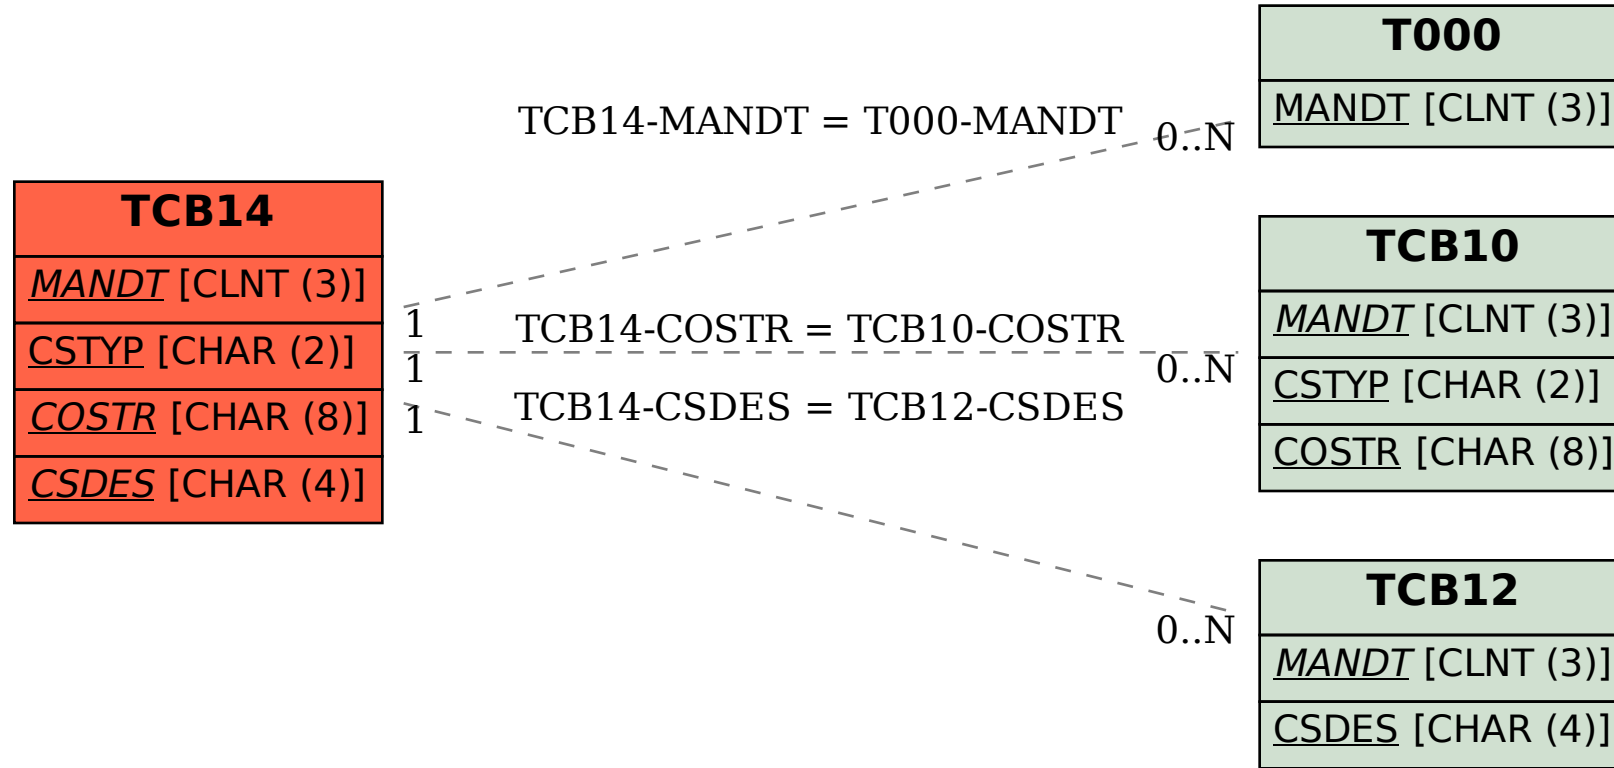 TCB14
MANDT [CLNT (3)]
CSTYP [CHAR (2)]
COSTR [CHAR (8)]
CSDES [CHAR (4)]
TCB14-MANDT = T000-MANDT
0..N
1
TCB14-COSTR = TCB10-COSTR
0..N
1
TCB14-CSDES = TCB12-CSDES
0..N
1
T000
MANDT [CLNT (3)]
TCB10
MANDT [CLNT (3)]
CSTYP [CHAR (2)]
COSTR [CHAR (8)]
TCB12
MANDT [CLNT (3)]
CSDES [CHAR (4)]